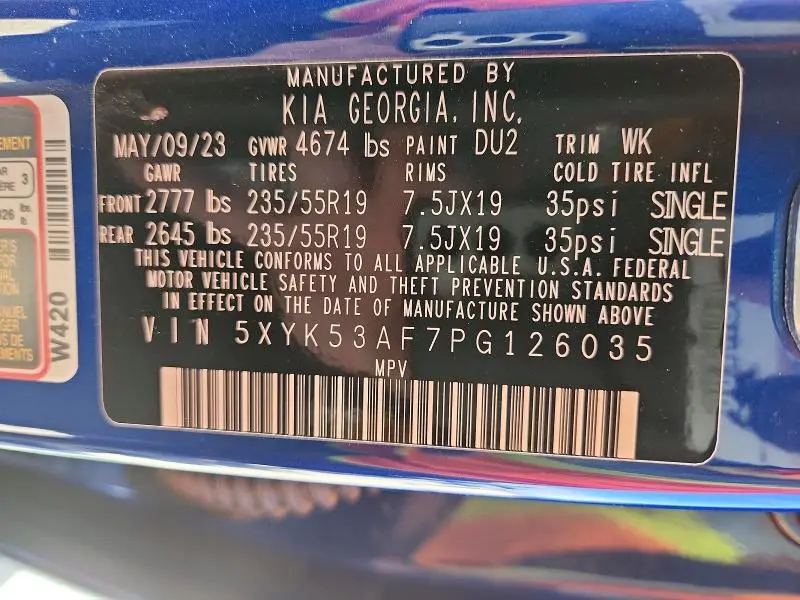 MANUFACTURED BY
KIA GEORGIA, INC.
MAY/09/23 GVWR 4674 lbs PAINT DU2 TRIM WK
GAWR TIRES RIMS COLD TIRE INFL
FRONT 2777 lbs 235/55R19 7.5JX19 35psi SINGLE
REAR 2645 lbs 235/55R19 7.5JX19 35psi SINGLE
THIS VEHICLE CONFORMS TO ALL APPLICABLE U.S.A. FEDERAL
MOTOR VEHICLE SAFETY AND THEFT PREVENTION STANDARDS
IN EFFECT ON THE DATE OF MANUFACTURE SHOWN ABOVE
VIN 5XYK53AF7PG126035
MPV
3
W420